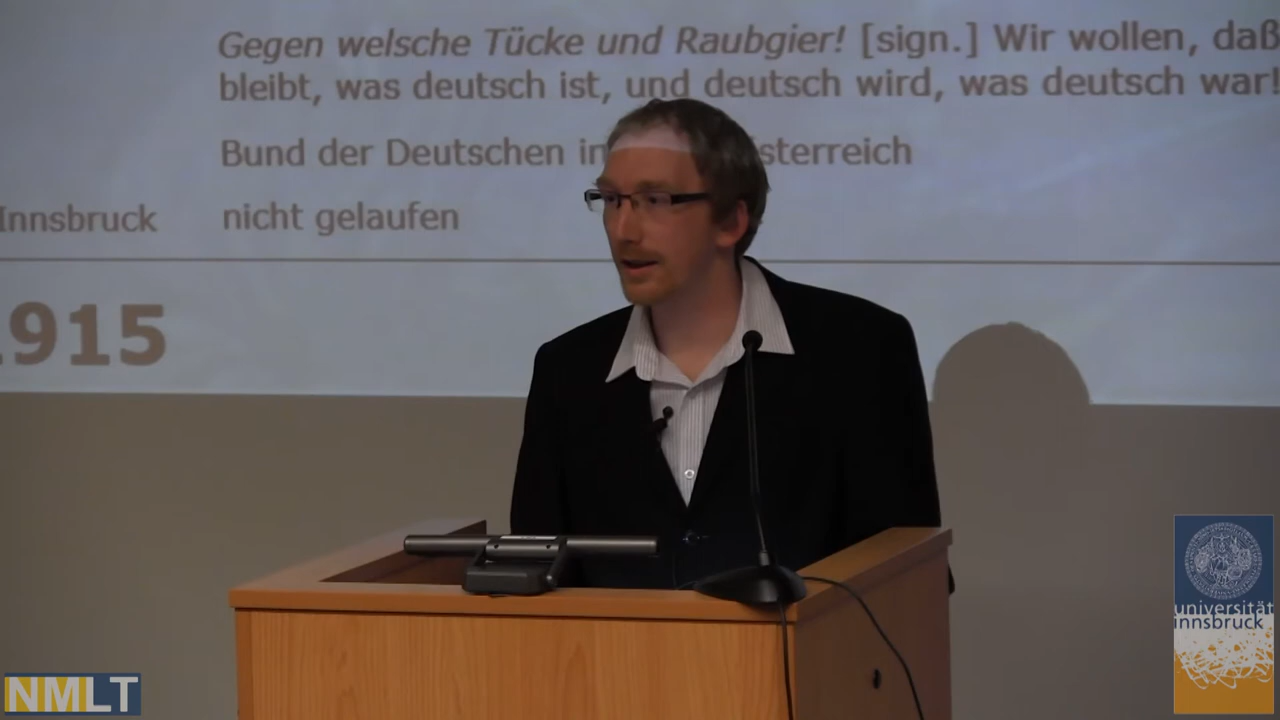 Gegen welsche Tücke und Raubgier! [sign.] Wir wollen, daß
bleibt, was deutsch ist, und deutsch wird, was deutsch war!
Bund der Deutschen in sterreich
Innsbruck nicht gelaufen
1915
universität
innsbruck
NMLT